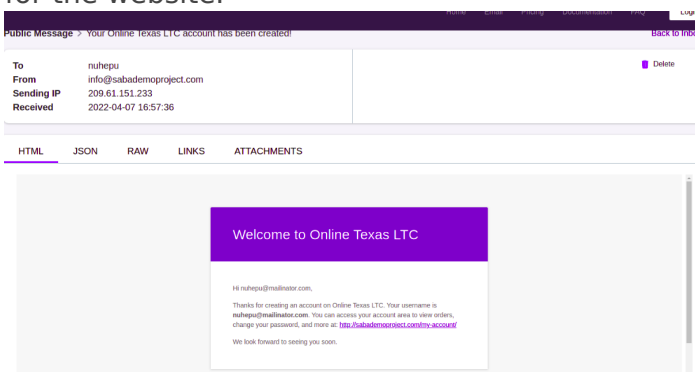 for the website.
Home Email Pricing Documentation FAQ Login
Public Message > Your Online Texas LTC account has been created! Back to Inbo
To nuhepu Delete
From info@sabademoproject.com
Sending IP 209.61.151.233
Received 2022-04-07 16:57:36
HTML JSON RAW LINKS ATTACHMENTS
Welcome to Online Texas LTC
Hi nuhepu@mailinator.com,
Thanks for creating an account on Online Texas LTC. Your username is
nuhepu@mailinator.com. You can access your account area to view orders,
change your password, and more at: http://sabademoproject.com/my-account/
We look forward to seeing you soon.